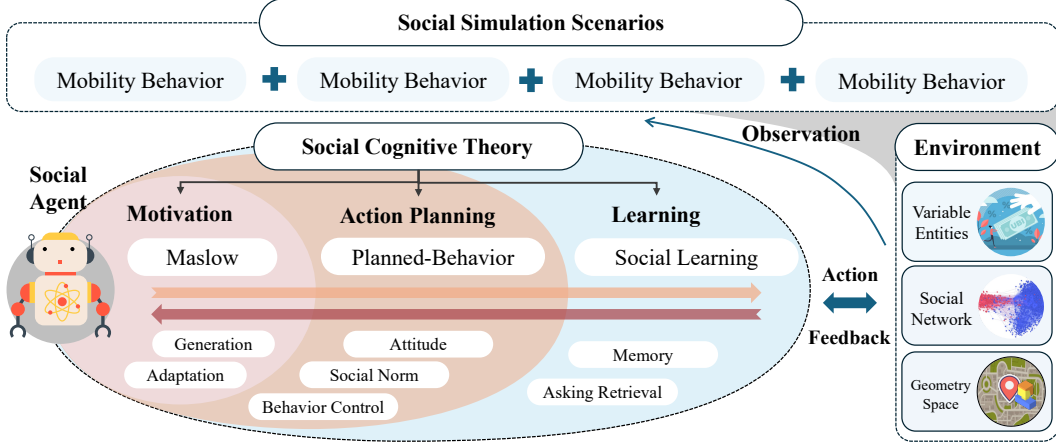 Social Simulation Scenarios
Mobility Behavior
Mobility Behavior
Mobility Behavior
Mobility Behavior
Observation
Environment
Variable
Entities
UBI
Social
Network
Geometry
Space
Social Cognitive Theory
Social
Agent
Motivation
Action Planning
Learning
Maslow
Planned-Behavior
Social Learning
Action
Feedback
Generation
Adaptation
Attitude
Social Norm
Behavior Control
Memory
Asking Retrieval